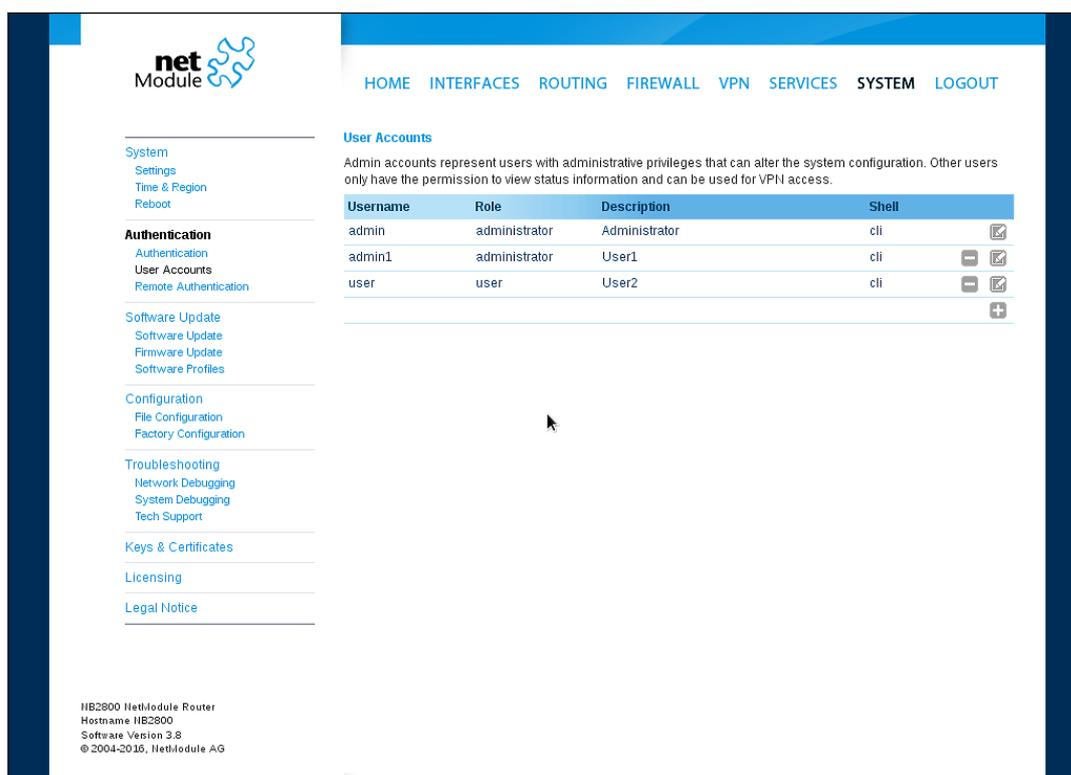 net
Module
HOME INTERFACES ROUTING FIREWALL VPN SERVICES SYSTEM LOGOUT
System
Settings
Time & Region
Reboot
Authentication
Authentication
User Accounts
Remote Authentication
Software Update
Software Update
Firmware Update
Software Profiles
Configuration
File Configuration
Factory Configuration
Troubleshooting
Network Debugging
System Debugging
Tech Support
Keys & Certificates
Licensing
Legal Notice
User Accounts
Admin accounts represent users with administrative privileges that can alter the system configuration. Other users
only have the permission to view status information and can be used for VPN access.
Username Role Description Shell
admin administrator Administrator cli
admin1 administrator User1 cli
user user User2 cli
NB2800 NetModule Router
Hostname NB2800
Software Version 3.8
© 2004-2016, NetModule AG